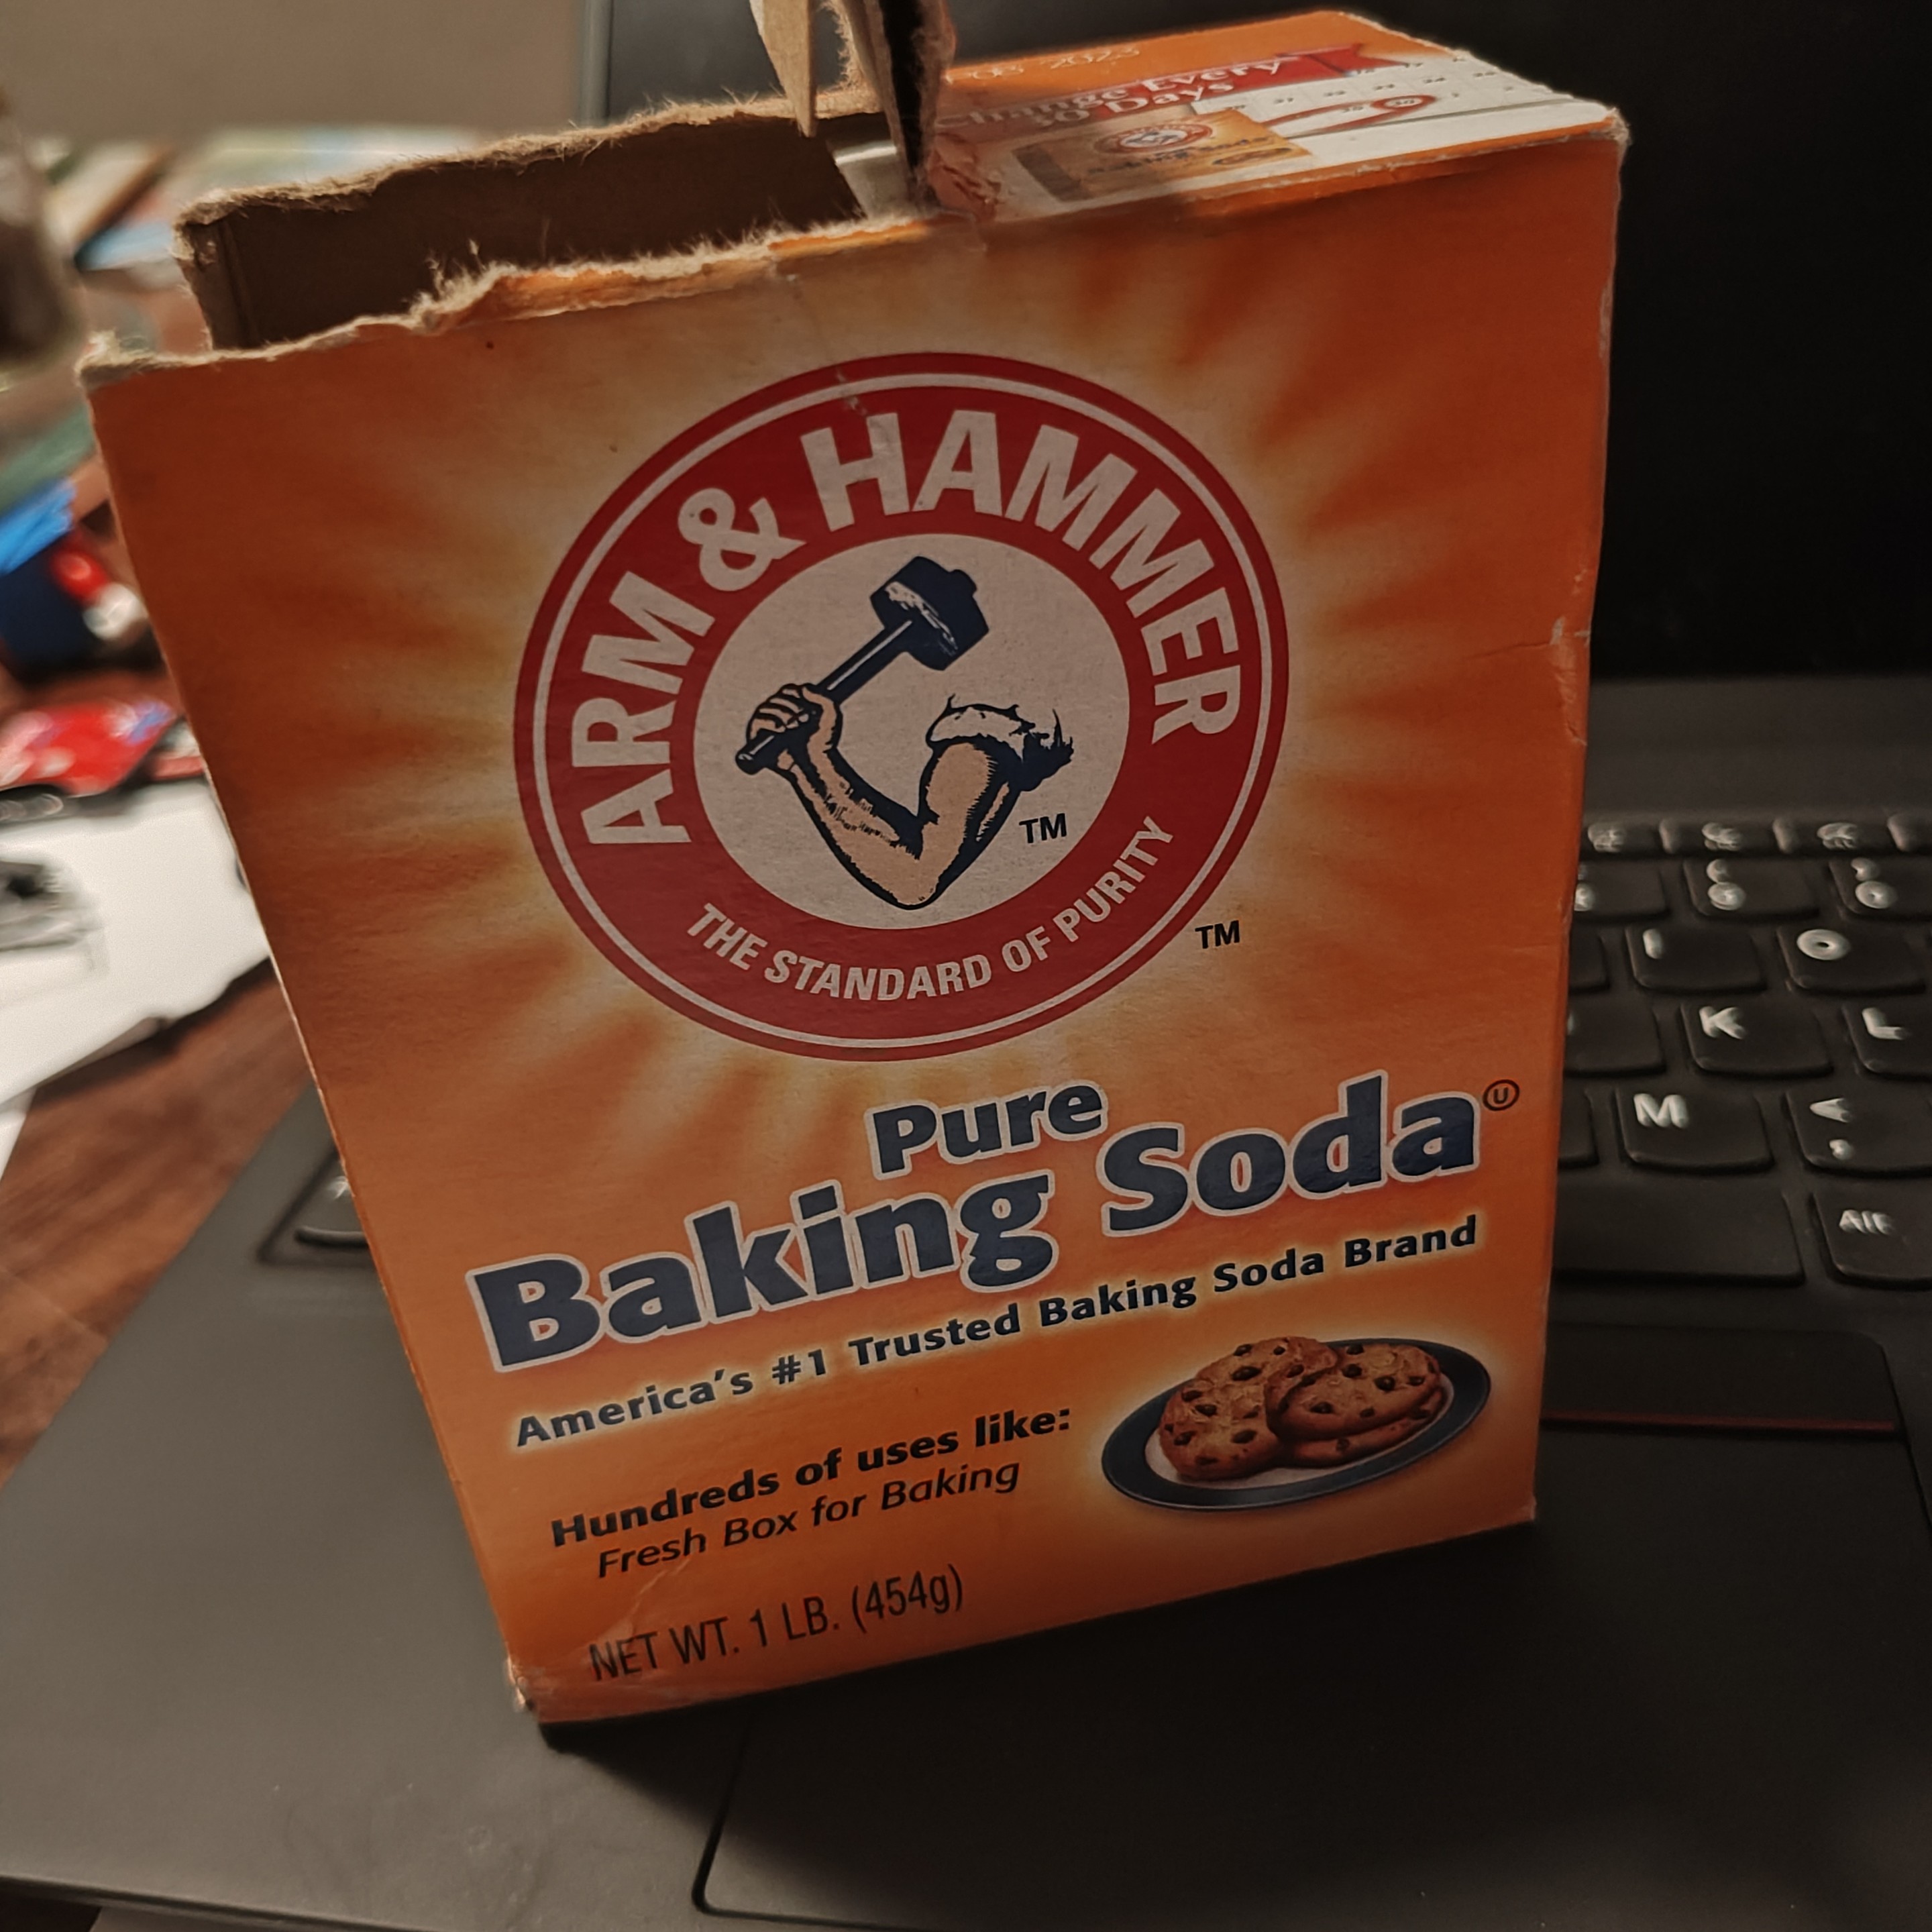 2023
Change Every
30 Days
ARM & HAMMER
TM
THE STANDARD OF PURITY
TM
Pure
Baking Soda
U
America's #1 Trusted Baking Soda Brand
Hundreds of uses like:
Fresh Box for Baking
NET WT. 1 LB. (454g)
O
K
L
M
<
,